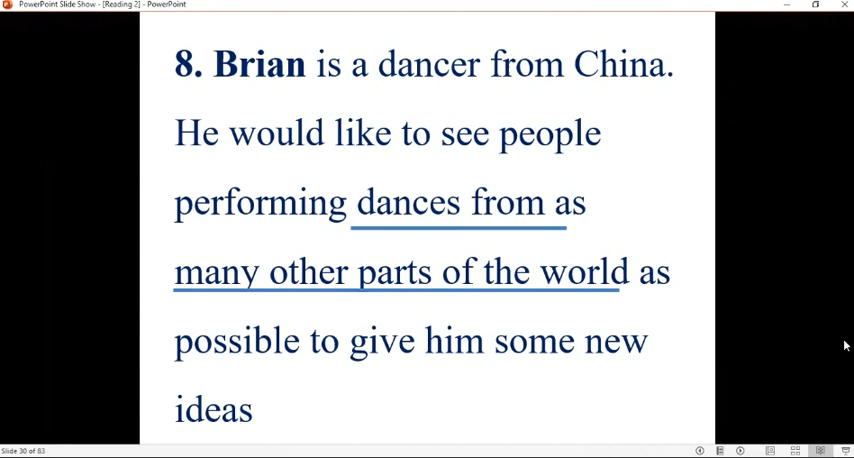 PowerPoint Slide Show - [Reading 2] - PowerPoint
8. Brian is a dancer from China.
He would like to see people
performing dances from as
many other parts of the world as
possible to give him some new
ideas
Slide 30 of 83